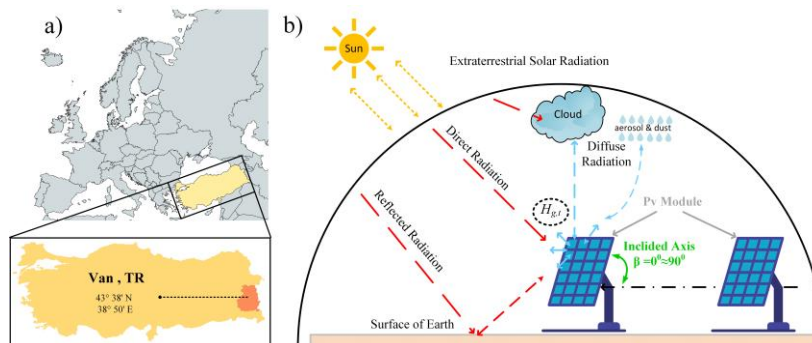 a)
Van , TR
43° 38' N
38° 50' E
b)
Sun
Extraterrestrial Solar Radiation
Cloud
aerosol & dust
Diffuse
Radiation
Direct Radiation
Reflected Radiation
H_{g,t}
Pv Module
Inclided Axis
β =0⁰≈90⁰
Surface of Earth